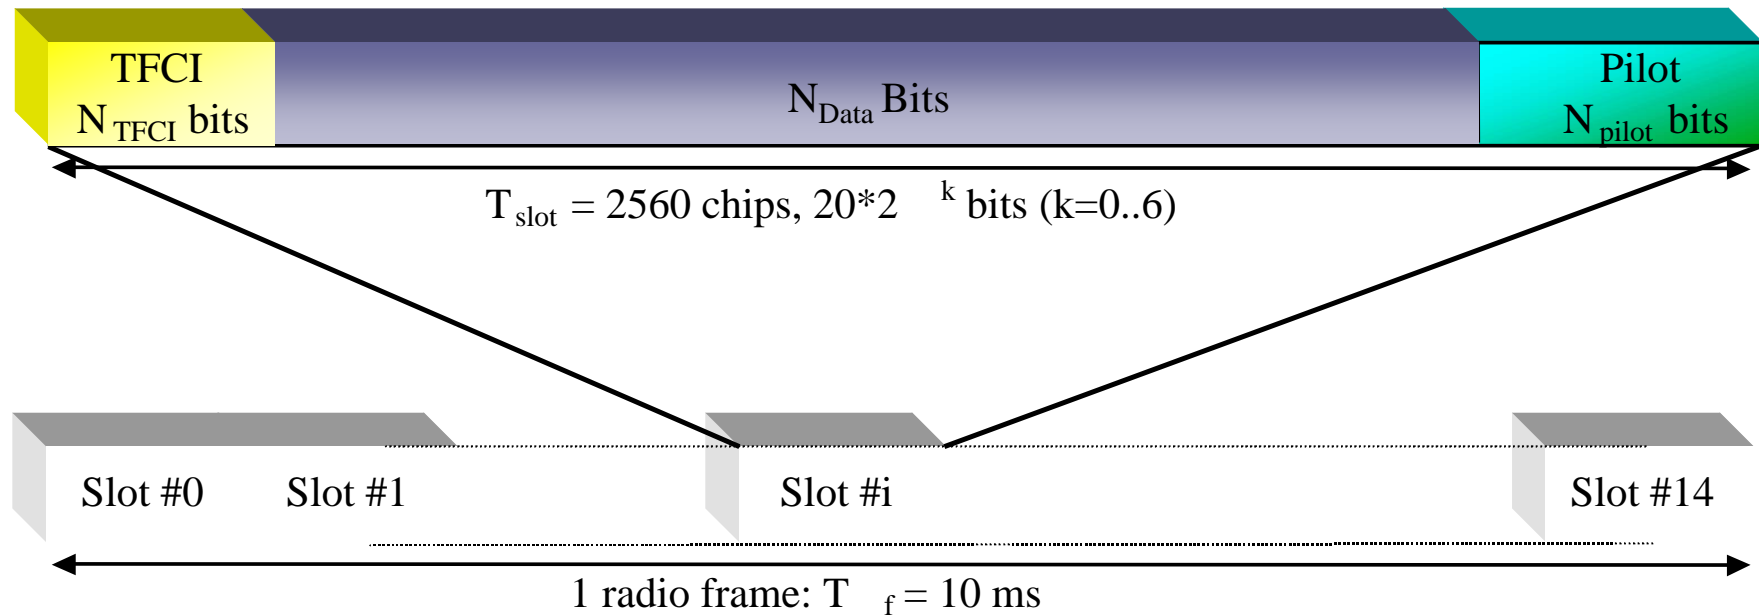 TFCI
N TFCI bits
N Data Bits
Pilot
N pilot bits
T slot = 2560 chips, 20*2 k bits (k=0..6)
Slot #0
Slot #1
Slot #i
Slot #14
1 radio frame: T f = 10 ms